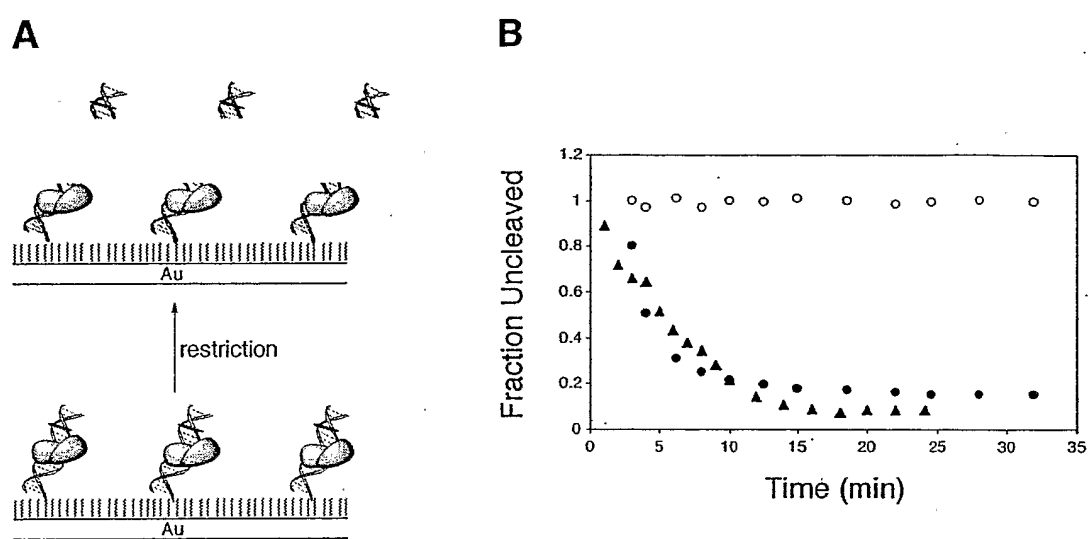 A
Au
restriction
Au
B
Fraction Uncleaved
1.2
1
0.8
0.6
0.4
0.2
0
0 5 10 15 20 25 30 35
Time (min)